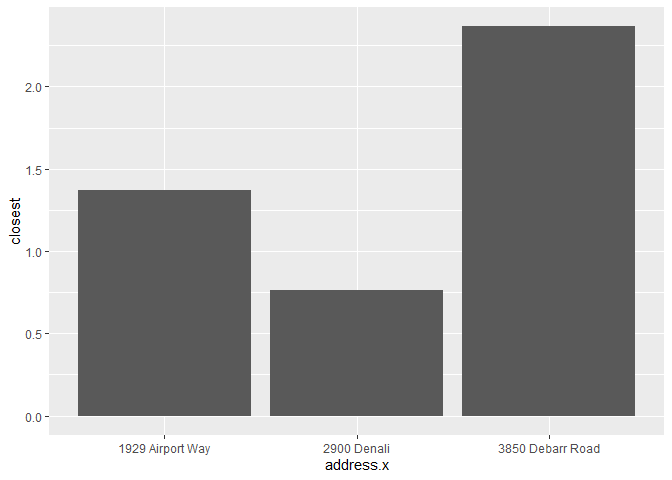 closest
2.0
1.5
1.0
0.5
0.0
1929 Airport Way
2900 Denali
3850 Debarr Road
address.x